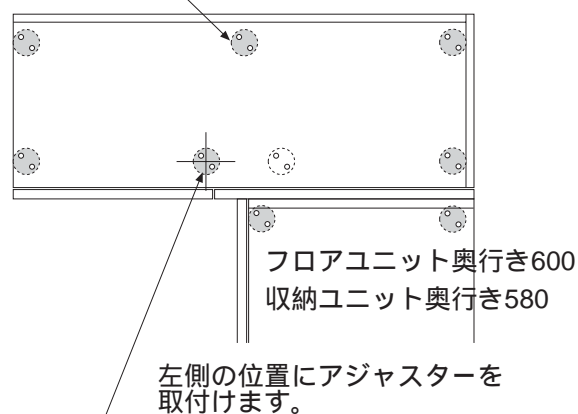 フロアユニット奥行き600
収納ユニット奥行き580
左側の位置にアジャスターを
取付けます。